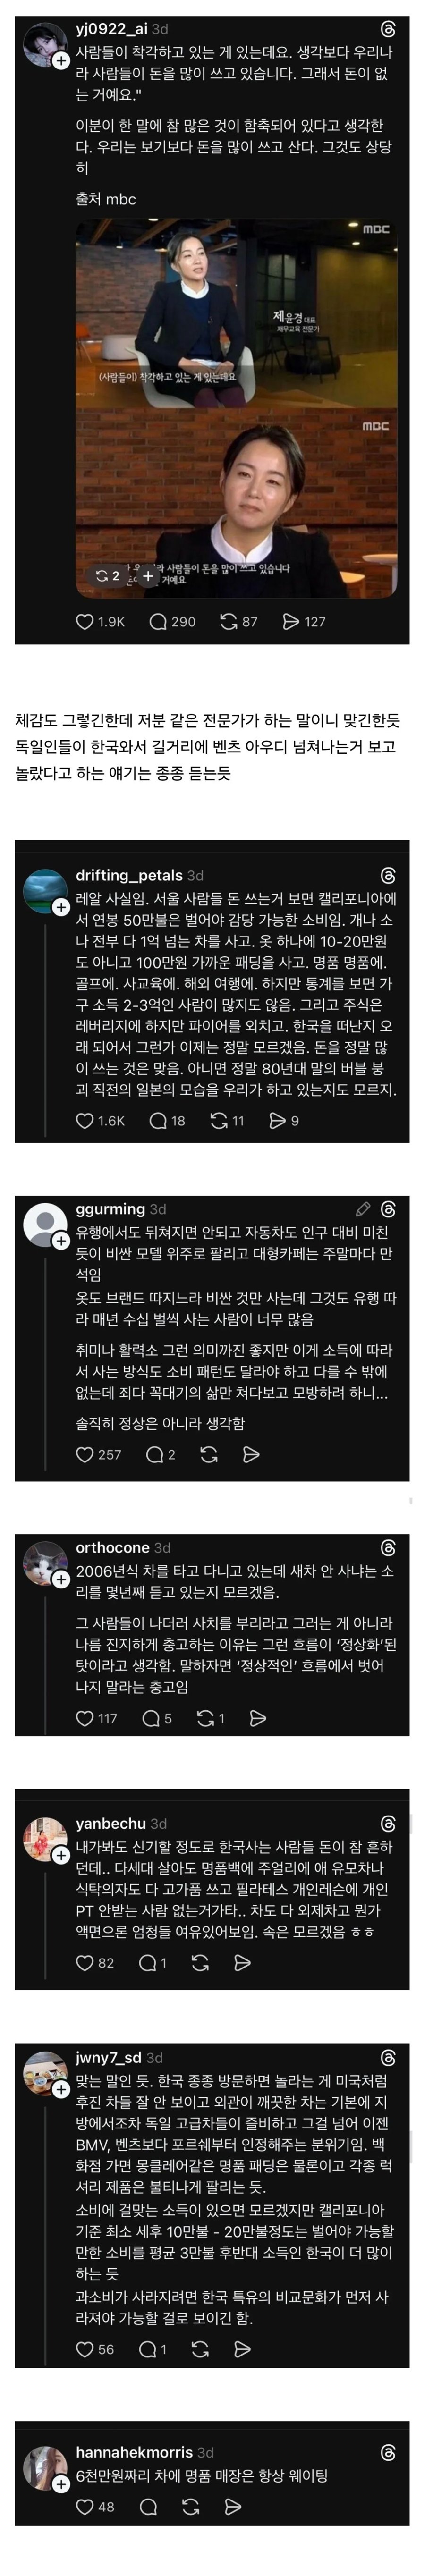 yj0922_ai 3d
사람들이 착각하고 있는 게 있는데요. 생각보다 우리나
라 사람들이 돈을 많이 쓰고 있습니다. 그래서 돈이 없
는 거예요."
이분이 한 말에 참 많은 것이 함축되어 있다고 생각한
다. 우리는 보기보다 돈을 많이 쓰고 산다. 그것도 상당
히
출처 mbc
MBC
제윤경 대표
재무교육 전문가
(사람들이) 착각하고 있는 게 있는데요
MBC
사람들이 돈을 많이 쓰고 있습니다
거예요
2
1.9K 290 87 127
체감도 그렇긴한데 저분 같은 전문가가 하는 말이니 맞긴한듯
독일인들이 한국와서 길거리에 벤츠 아우디 넘쳐나는거 보고
놀랐다고 하는 얘기는 종종 듣는듯
drifting_petals 3d
레알 사실임. 서울 사람들 돈 쓰는거 보면 캘리포니아에
서 연봉 50만불은 벌어야 감당 가능한 소비임. 개나 소
나 전부 다 1억 넘는 차를 사고. 옷 하나에 10-20만원
도 아니고 100만원 가까운 패딩을 사고. 명품 명품에.
골프에. 사교육에. 해외 여행에. 하지만 통계를 보면 가
구 소득 2-3억인 사람이 많지도 않음. 그리고 주식은
레버리지에 하지만 파이어를 외치고. 한국을 떠난지 오
래 되어서 그런가 이제는 정말 모르겠음. 돈을 정말 많
이 쓰는 것은 맞음. 아니면 정말 80년대 말의 버블 붕
괴 직전의 일본의 모습을 우리가 하고 있는지도 모르지.
1.6K 18 11 9
ggurming 3d
유행에서도 뒤쳐지면 안되고 자동차도 인구 대비 미친
듯이 비싼 모델 위주로 팔리고 대형카페는 주말마다 만
석임
옷도 브랜드 따지느라 비싼 것만 사는데 그것도 유행 따
라 매년 수십 벌씩 사는 사람이 너무 많음
취미나 활력소 그런 의미까진 좋지만 이게 소득에 따라
서 사는 방식도 소비 패턴도 달라야 하고 다를 수 밖에
없는데 죄다 꼭대기의 삶만 쳐다보고 모방하려 하니...
솔직히 정상은 아니라 생각함
257 2
orthocone 3d
2006년식 차를 타고 다니고 있는데 새차 안 사냐는 소
리를 몇년째 듣고 있는지 모르겠음.
그 사람들이 나더러 사치를 부리라고 그러는 게 아니라
나름 진지하게 충고하는 이유는 그런 흐름이 '정상화'된
탓이라고 생각함. 말하자면 '정상적인' 흐름에서 벗어
나지 말라는 충고임
117 5 1
yanbechu 3d
내가봐도 신기할 정도로 한국사는 사람들 돈이 참 흔하
던데.. 다세대 살아도 명품백에 주얼리에 애 유모차나
식탁의자도 다 고가품 쓰고 필라테스 개인레슨에 개인
PT 안받는 사람 없는거가타.. 차도 다 외제차고 뭔가
액면으론 엄청들 여유있어보임. 속은 모르겠음 ㅎㅎ
82 1
jwny7_sd 3d
맞는 말인 듯. 한국 종종 방문하면 놀라는 게 미국처럼
후진 차들 잘 안 보이고 외관이 깨끗한 차는 기본에 지
방에서조차 독일 고급차들이 즐비하고 그걸 넘어 이젠
BMV, 벤츠보다 포르쉐부터 인정해주는 분위기임. 백
화점 가면 몽클레어같은 명품 패딩은 물론이고 각종 럭
셔리 제품은 불티나게 팔리는 듯.
소비에 걸맞는 소득이 있으면 모르겠지만 캘리포니아
기준 최소 세후 10만불 - 20만불정도는 벌어야 가능할
만한 소비를 평균 3만불 후반대 소득인 한국이 더 많이
하는 듯
과소비가 사라지려면 한국 특유의 비교문화가 먼저 사
라져야 가능할 걸로 보이긴 함.
56 1
hannahekmorris 3d
6천만원짜리 차에 명품 매장은 항상 웨이팅
48